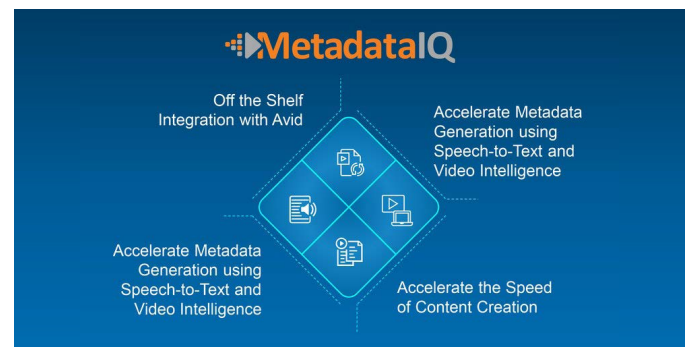 MetadataIQ
Off the Shelf
Integration with Avid
Accelerate Metadata
Generation using
Speech-to-Text and
Video Intelligence
Accelerate Metadata
Generation using
Speech-to-Text and
Video Intelligence
Accelerate the Speed
of Content Creation